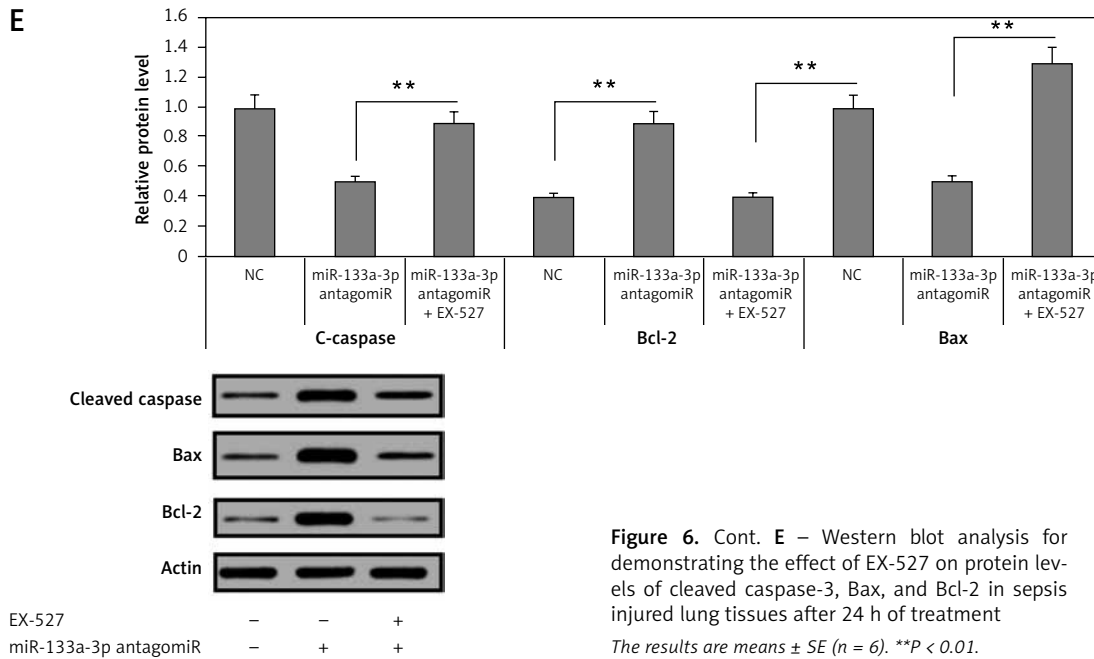 E
Relative protein level
1.6
1.4
1.2
1.0
0.8
0.6
0.4
0.2
0
**
**
**
**
NC
miR-133a-3p
antagomiR
miR-133a-3p
antagomiR
+ EX-527
NC
miR-133a-3p
antagomiR
miR-133a-3p
antagomiR
+ EX-527
NC
miR-133a-3p
antagomiR
miR-133a-3p
antagomiR
+ EX-527
C-caspase
Bcl-2
Bax
Cleaved caspase
Bax
Bcl-2
Actin
EX-527 – – +
miR-133a-3p antagomiR – + +
Figure 6. Cont. E – Western blot analysis for
demonstrating the effect of EX-527 on protein lev-
els of cleaved caspase-3, Bax, and Bcl-2 in sepsis
injured lung tissues after 24 h of treatment
The results are means ± SE (n = 6). **P < 0.01.